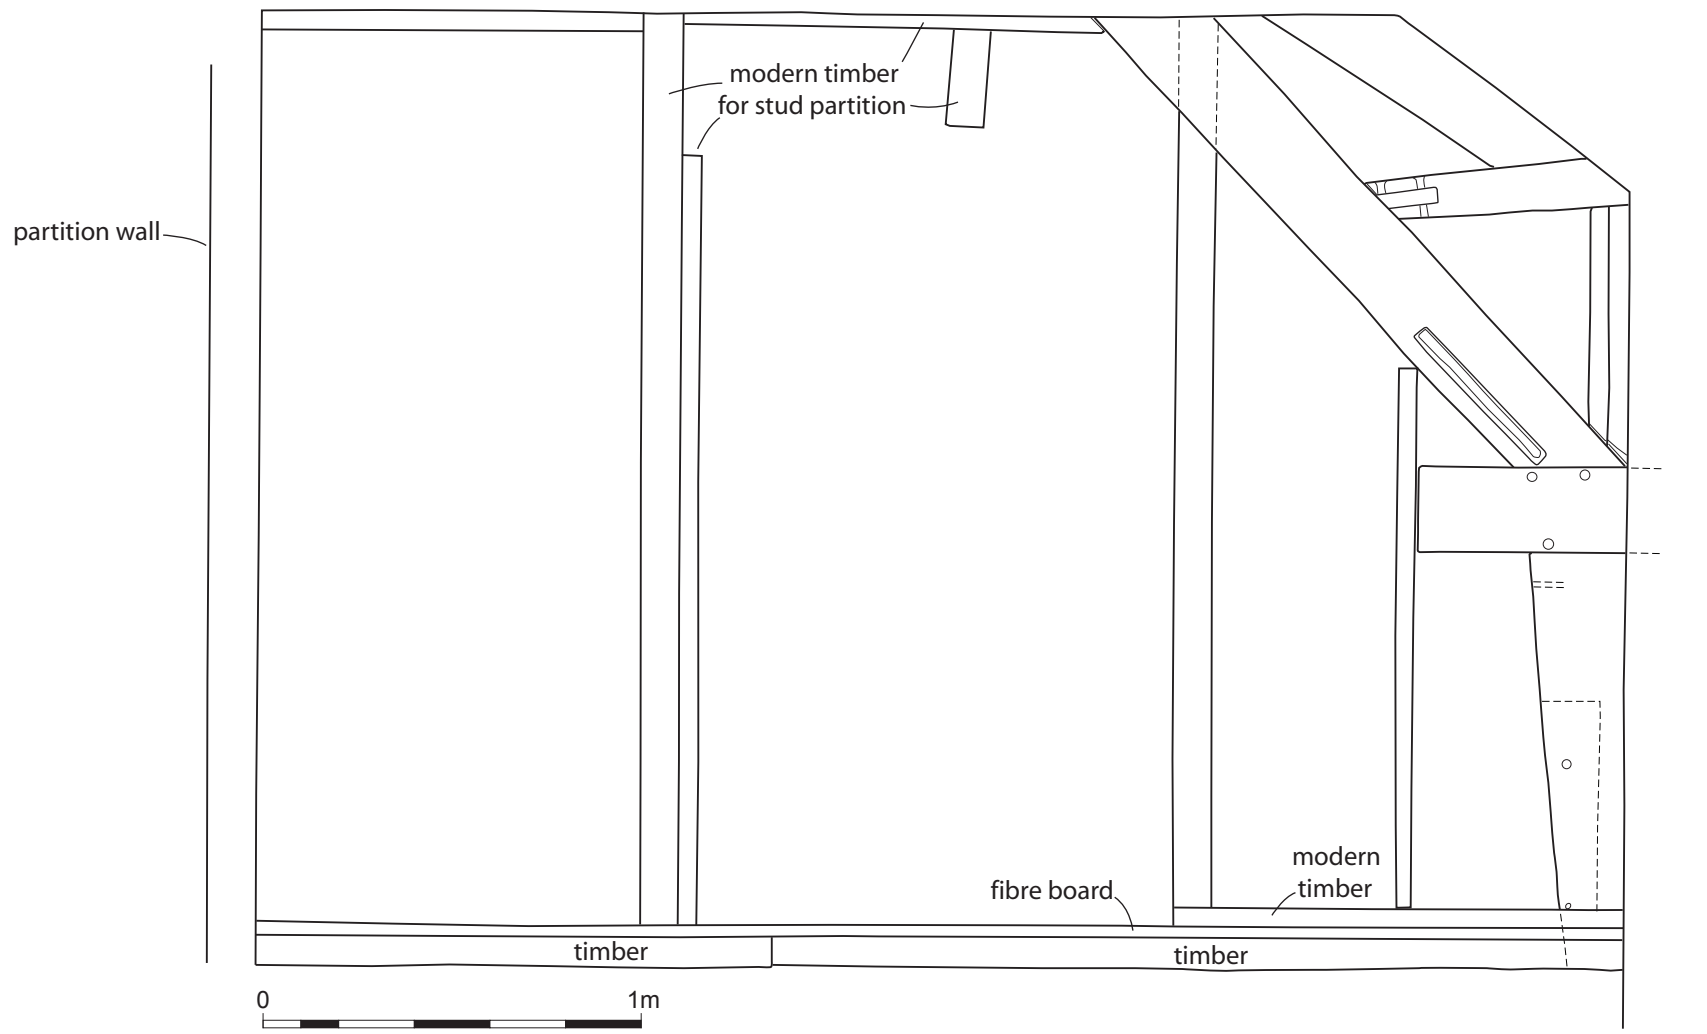 modern timber
for stud partition
partition wall
modern
timber
fibre board
timber
timber
0 1m